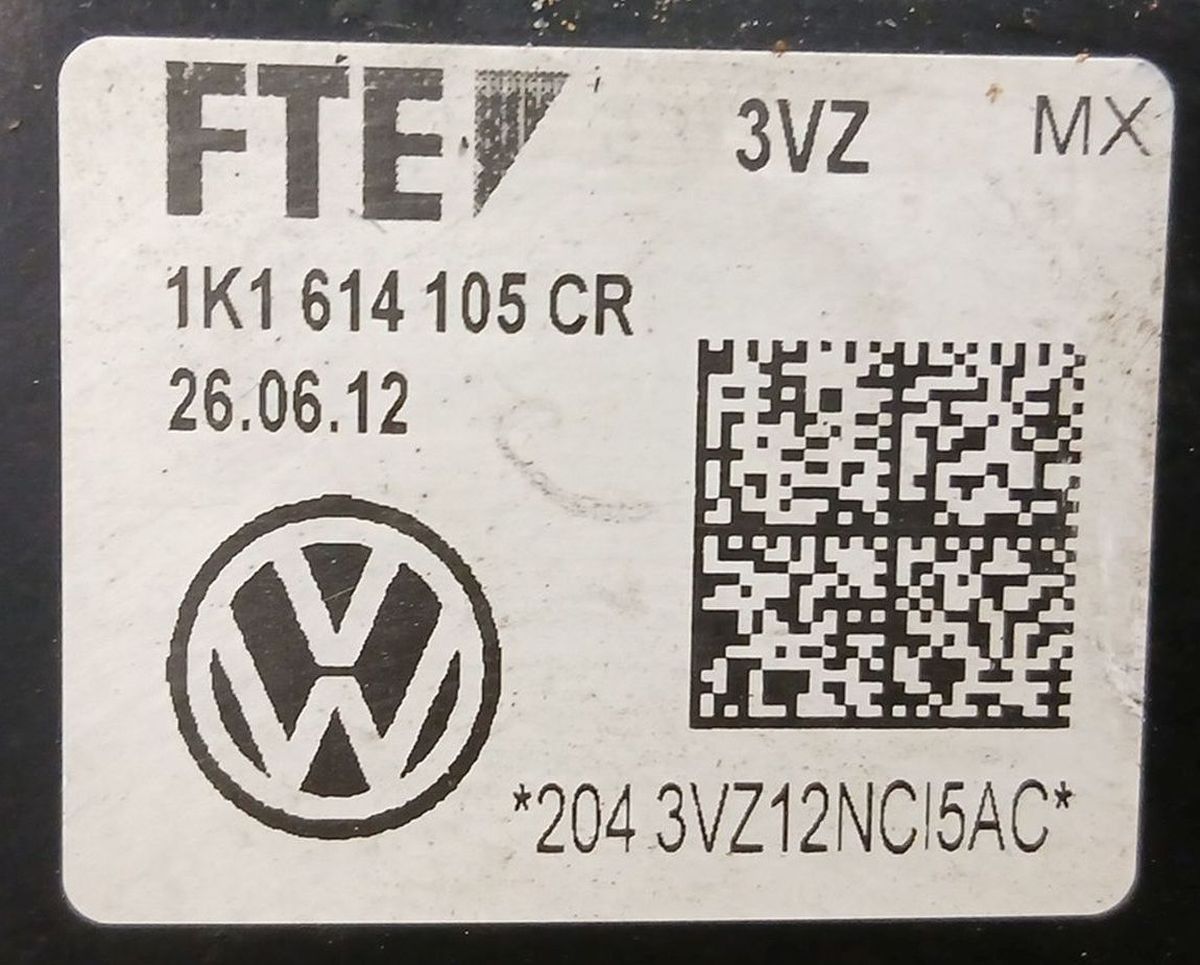 FTE 3VZ MX
1K1 614 105 CR
26.06.12
*204 3VZ12NCI5AC*